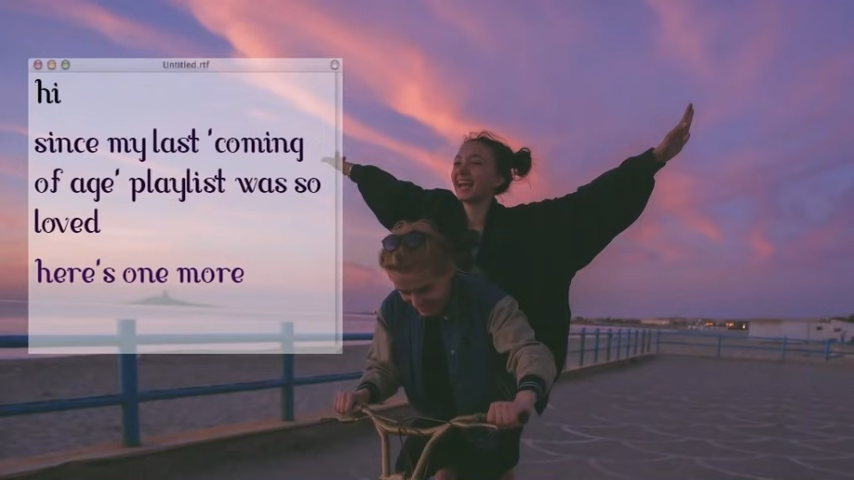 Untitled.rtf
hi
since my last 'coming
of age' playlist was so
loved
here's one more